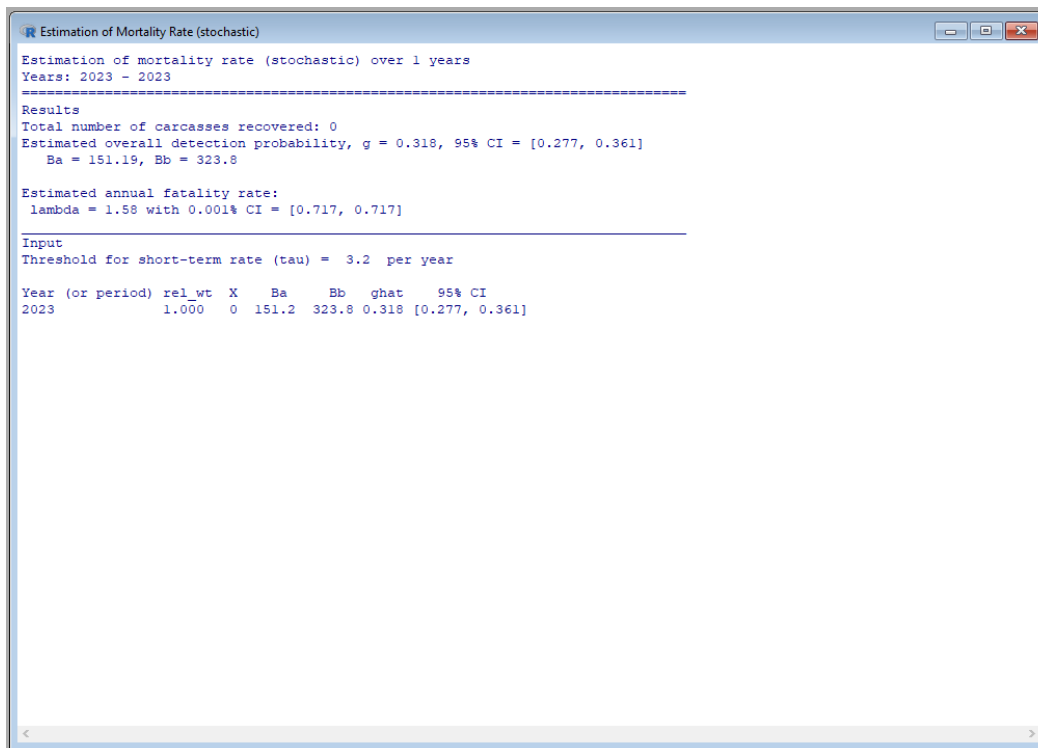 Estimation of Mortality Rate (stochastic)
Estimation of mortality rate (stochastic) over 1 years
Years: 2023 - 2023
================================================================================
Results
Total number of carcasses recovered: 0
Estimated overall detection probability, g = 0.318, 95% CI = [0.277, 0.361]
Ba = 151.19, Bb = 323.8
Estimated annual fatality rate:
lambda = 1.58 with 0.001% CI = [0.717, 0.717]
Input
Threshold for short-term rate (tau) = 3.2 per year
Year (or period) rel_wt X Ba Bb ghat 95% CI
2023 1.000 0 151.2 323.8 0.318 [0.277, 0.361]